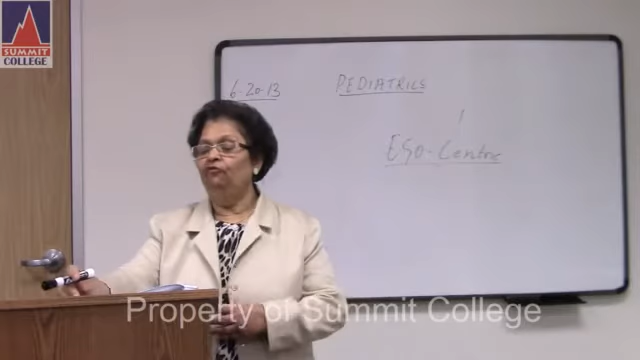 SUMMIT
COLLEGE
6-20-13
PEDIATRICS
EGO-Centric
Property of Summit College